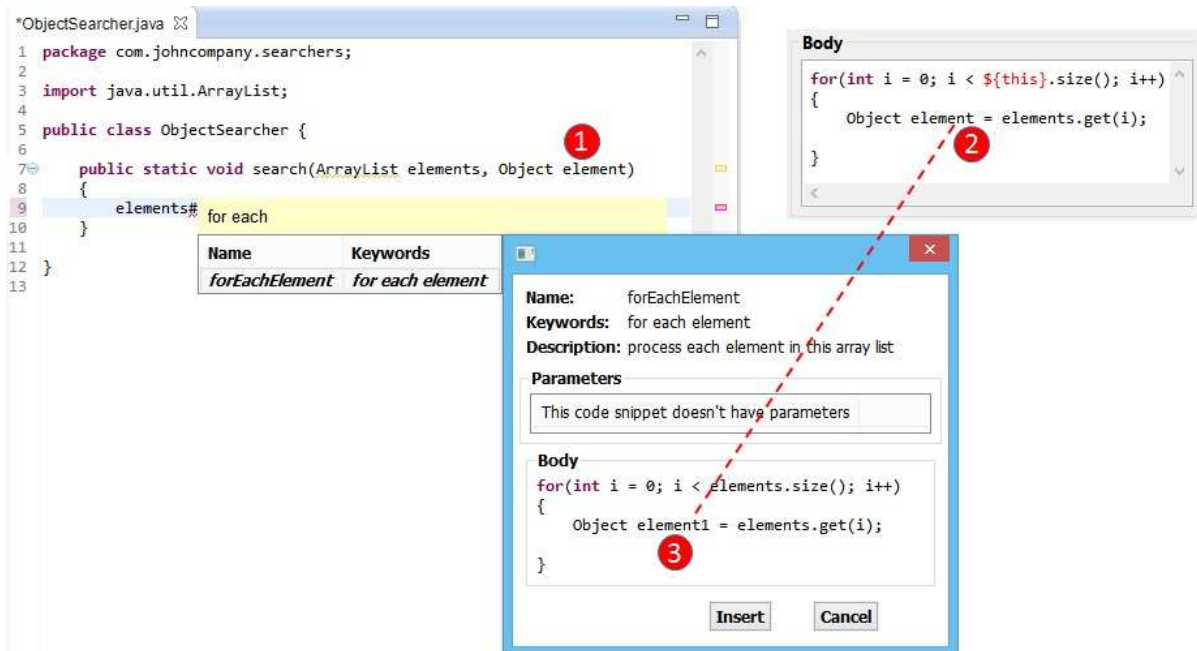 *ObjectSearcher.java
1 package com.johncompany.searchers;
2
3 import java.util.ArrayList;
4
5 public class ObjectSearcher {
6
7 public static void search(ArrayList elements, Object element)
8 {
9 elements#
10 }
11
12 }
13
1
for each
Name Keywords
forEachElement for each element
Body
for(int i = 0; i < ${this}.size(); i++)
{
Object element = elements.get(i);
}
2
Name: forEachElement
Keywords: for each element
Description: process each element in this array list
Parameters
This code snippet doesn't have parameters
Body
for(int i = 0; i < elements.size(); i++)
{
Object element1 = elements.get(i);
}
3
Insert Cancel